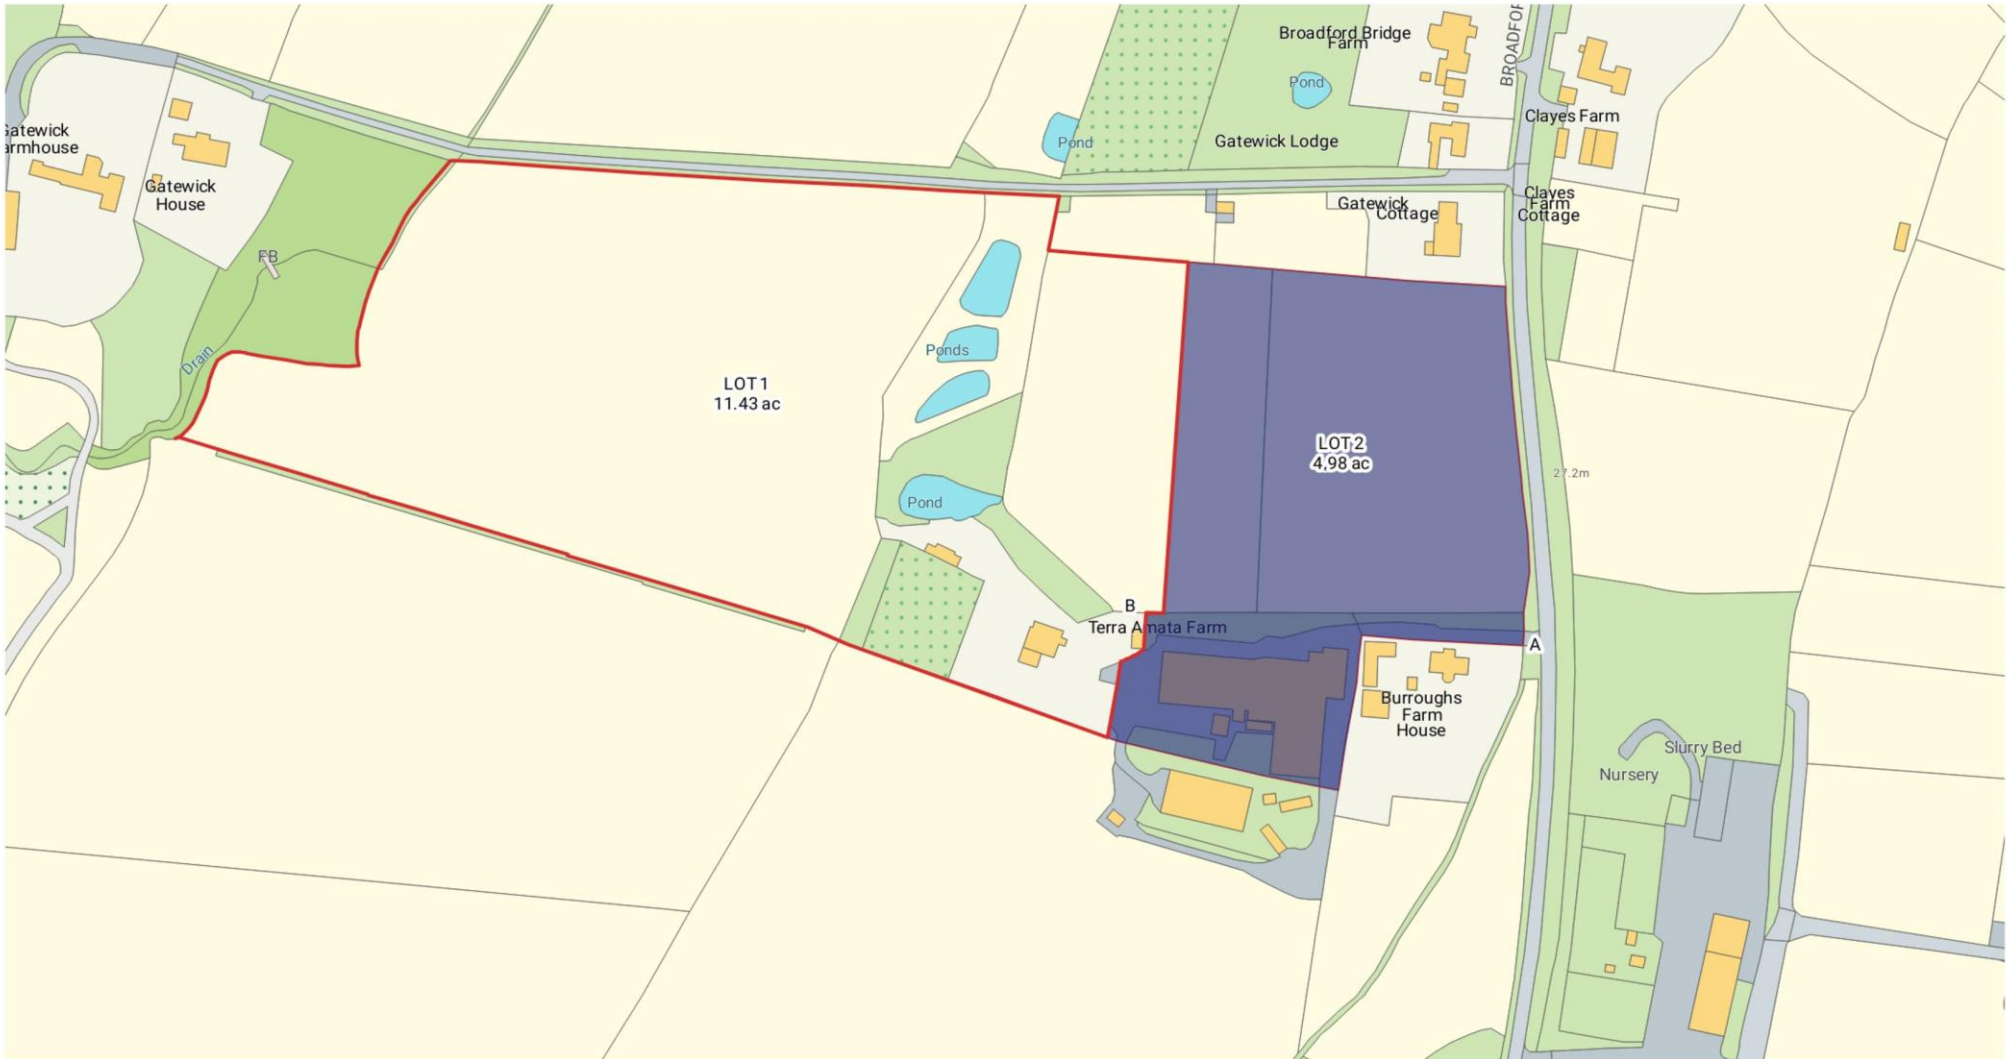 Broadford Bridge
Farm
BROADFOR
Pond
Clayes Farm
Gatewick
armhouse
Pond
Gatewick Lodge
Gatewick
House
Clayes
Farm
Cottage
Gatewick
Cottage
FB
Drain
Ponds
LOT 1
11.43 ac
LOT 2
4.98 ac
27.2m
Pond
B
Terra Amata Farm
A
Burroughs
Farm
House
Slurry Bed
Nursery